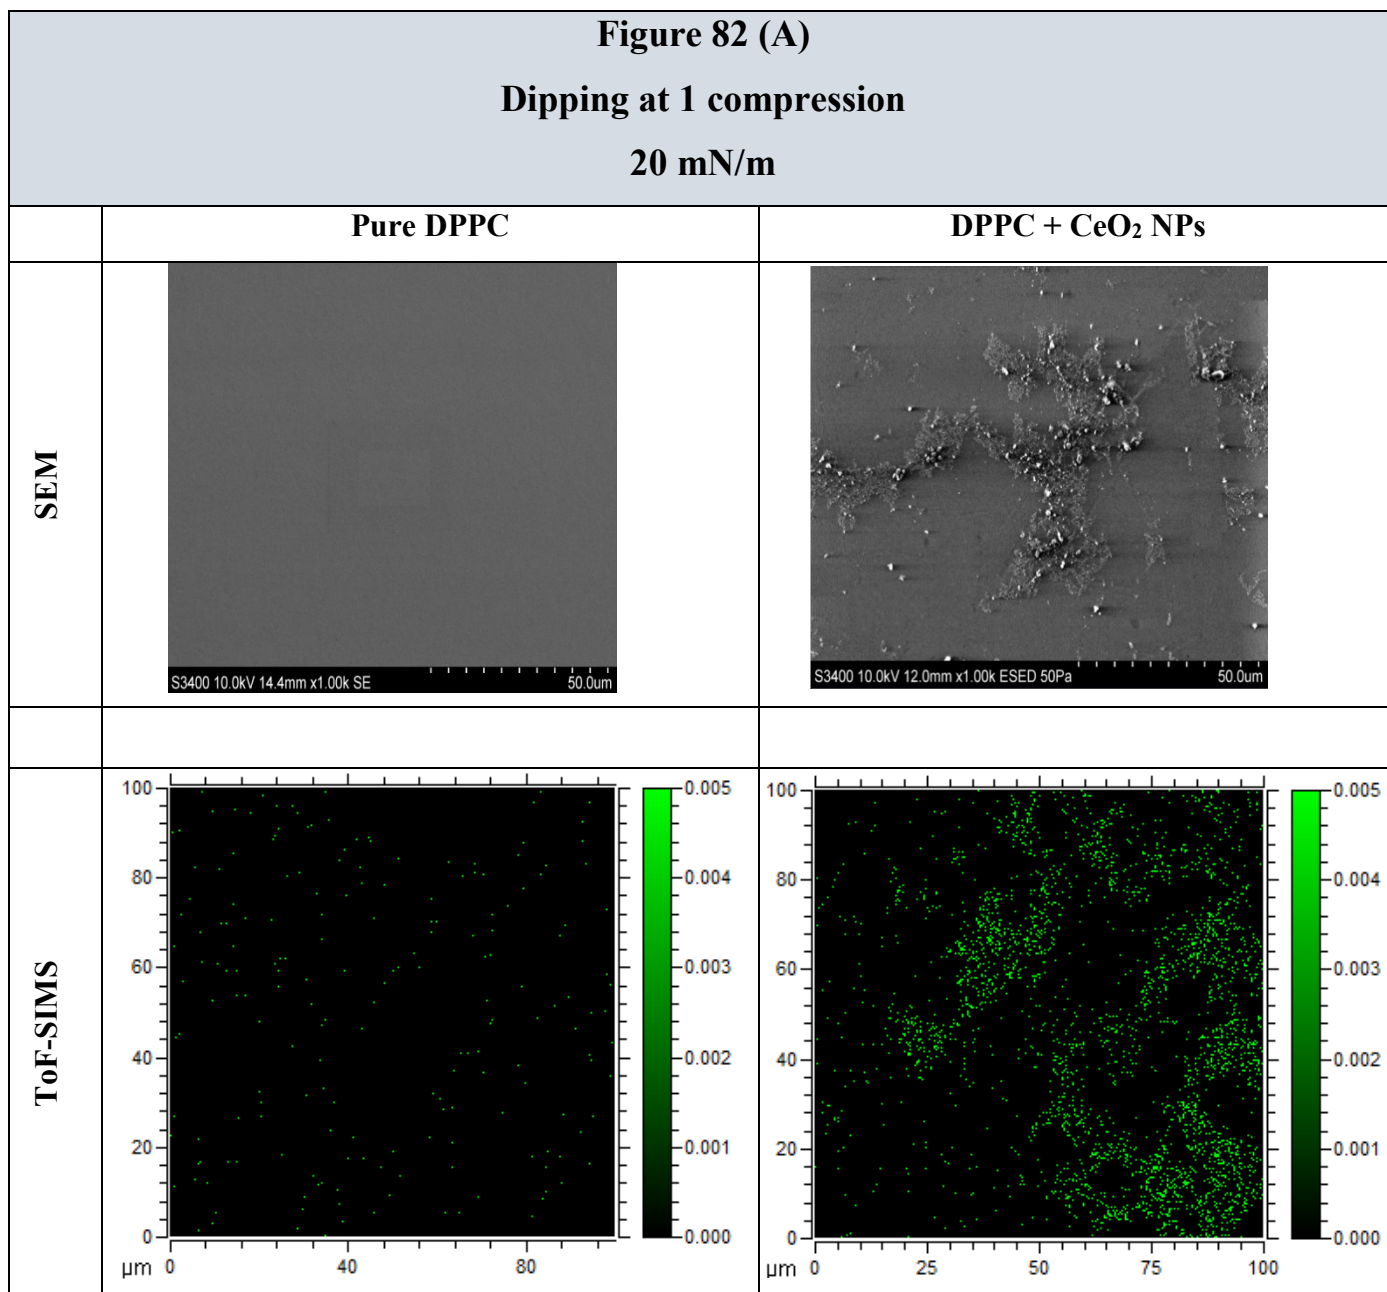 Figure 82 (A)
Dipping at 1 compression
20 mN/m
Pure DPPC
DPPC + CeO₂ NPs
SEM
S3400 10.0kV 14.4mm x1.00k SE
50.0um
S3400 10.0kV 12.0mm x1.00k ESED 50Pa
50.0um
ToF-SIMS
100
80
60
40
20
0
µm
0
40
80
0.005
0.004
0.003
0.002
0.001
0.000
100
80
60
40
20
0
µm
0
25
50
75
100
0.005
0.004
0.003
0.002
0.001
0.000